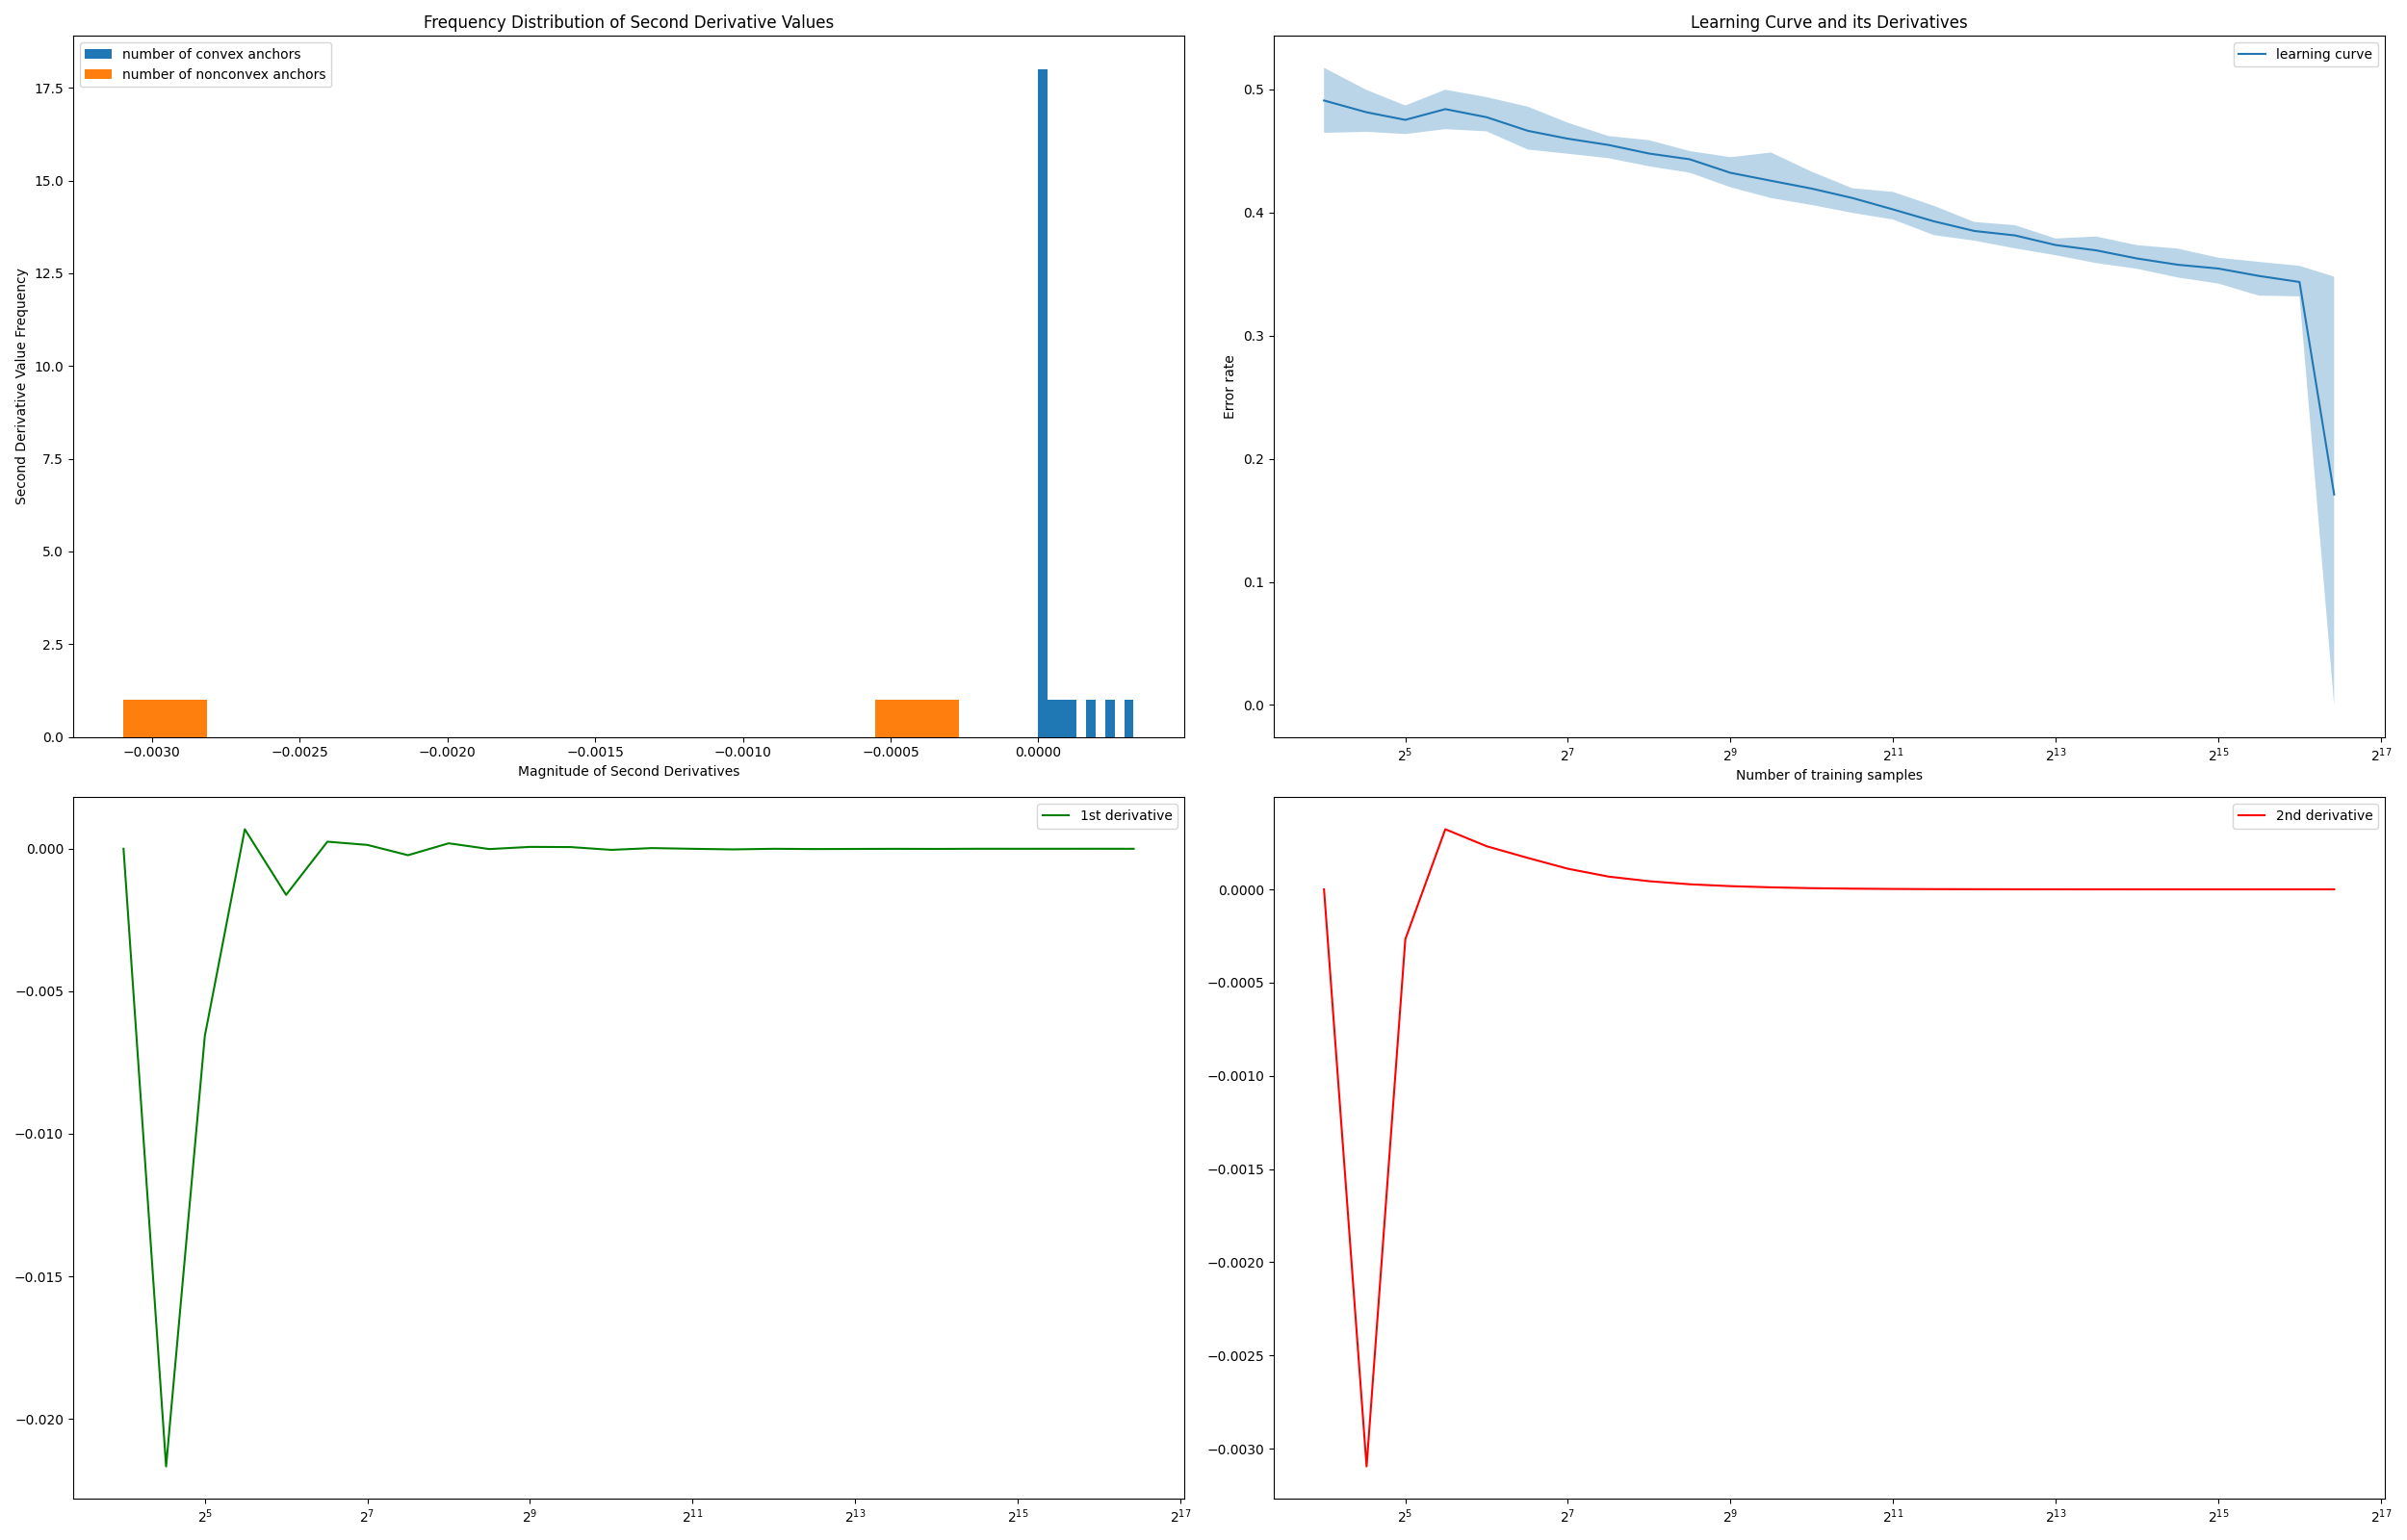 Frequency Distribution of Second Derivative Values
number of convex anchors
number of nonconvex anchors
17.5
15.0
12.5
10.0
7.5
5.0
2.5
0.0
Second Derivative Value Frequency
−0.0030 −0.0025 −0.0020 −0.0015 −0.0010 −0.0005 0.0000
Magnitude of Second Derivatives
Learning Curve and its Derivatives
learning curve
0.5
0.4
0.3
0.2
0.1
0.0
Error rate
2^5 2^7 2^9 2^11 2^13 2^15 2^17
Number of training samples
1st derivative
0.000
−0.005
−0.010
−0.015
−0.020
2^5 2^7 2^9 2^11 2^13 2^15 2^17
2nd derivative
0.0000
−0.0005
−0.0010
−0.0015
−0.0020
−0.0025
−0.0030
2^5 2^7 2^9 2^11 2^13 2^15 2^17